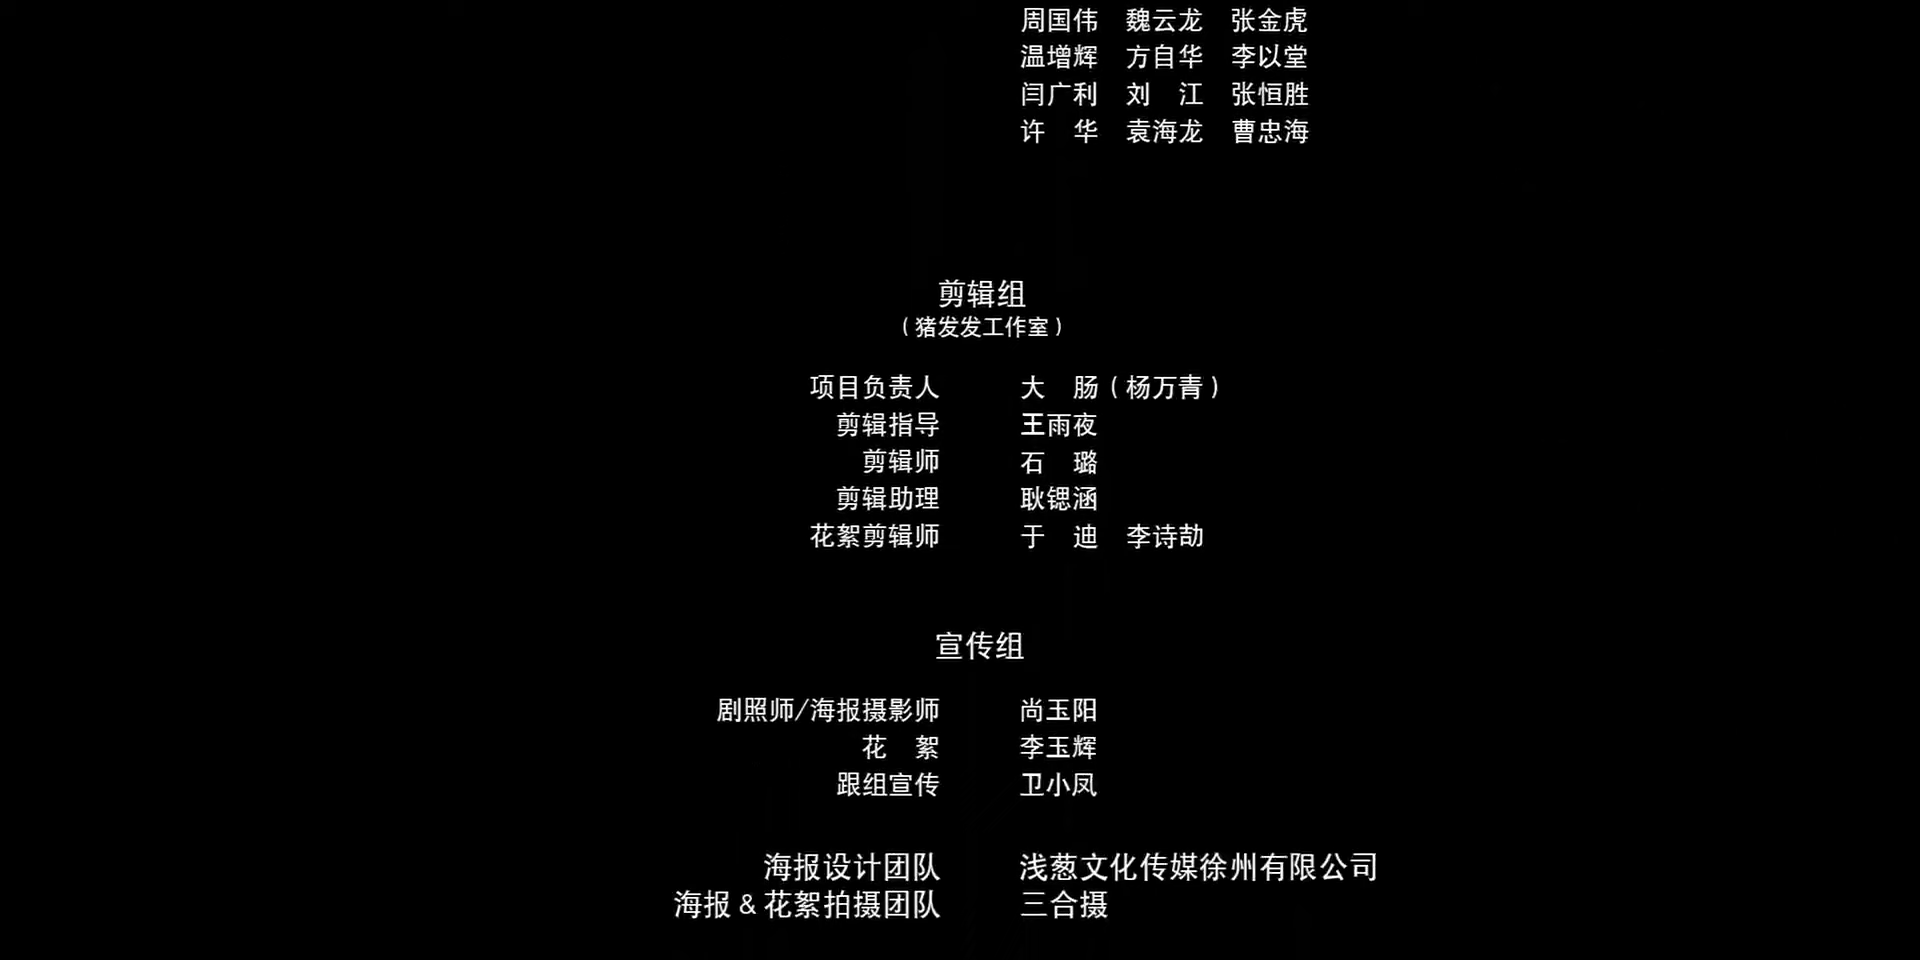 周国伟 魏云龙 张金虎
温增辉 方自华 李以堂
闫广利 刘 江 张恒胜
许 华 袁海龙 曹忠海
剪辑组
（猪发发工作室）
项目负责人 大 肠（杨万青）
剪辑指导 王雨夜
剪辑师 石 璐
剪辑助理 耿锶涵
花絮剪辑师 于 迪 李诗劼
宣传组
剧照师/海报摄影师 尚玉阳
花 絮 李玉辉
跟组宣传 卫小凤
海报设计团队 浅葱文化传媒徐州有限公司
海报 & 花絮拍摄团队 三合摄